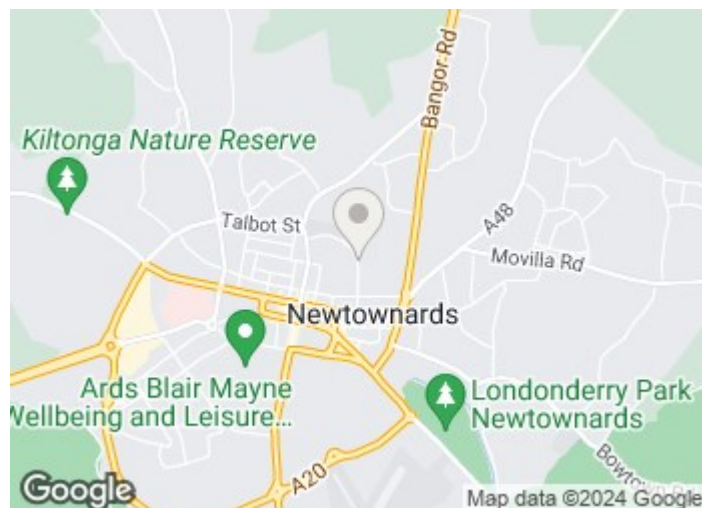 Bangor Rd
Kiltonga Nature Reserve
Talbot St
A48
Movilla Rd
Newtownards
Ards Blair Mayne
Wellbeing and Leisure...
Londonderry Park
Newtownards
A20
Bowtown
Google
Map data ©2024 Google